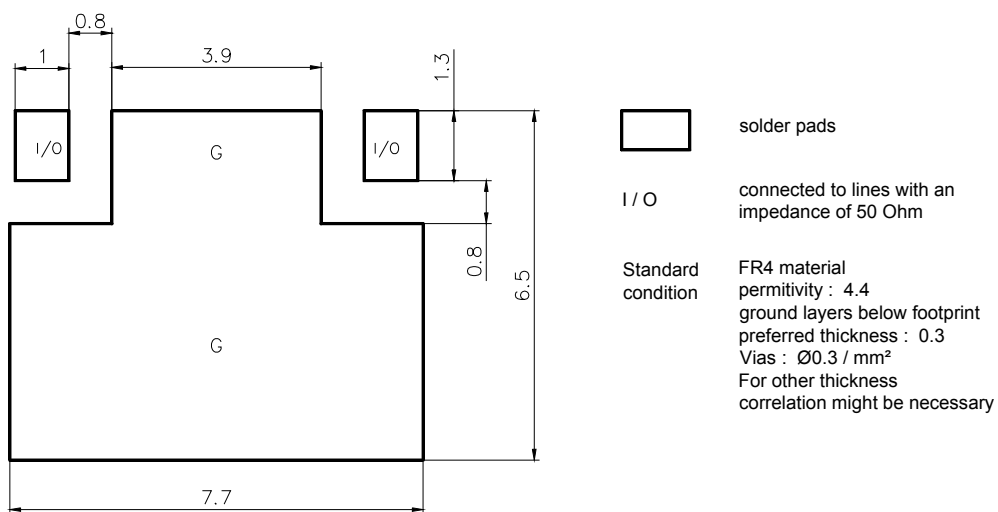 0.8
1
3.9
1.3
I/O
G
I/O
0.8
6.5
G
7.7
solder pads
I / O
connected to lines with an
impedance of 50 Ohm
Standard
condition
FR4 material
permitivity : 4.4
ground layers below footprint
preferred thickness : 0.3
Vias : Ø0.3 / mm²
For other thickness
correlation might be necessary